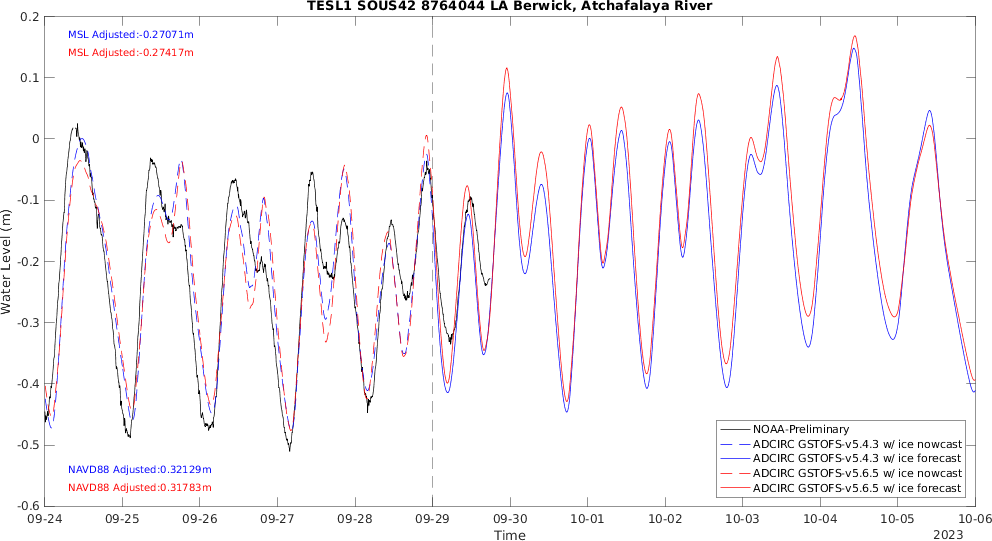 TESL1 SOUS42 8764044 LA Berwick, Atchafalaya River
MSL Adjusted:-0.27071m
MSL Adjusted:-0.27417m
0.2
0.1
0
-0.1
-0.2
-0.3
-0.4
-0.5
-0.6
Water Level (m)
NAVD88 Adjusted:0.32129m
NAVD88 Adjusted:0.31783m
NOAA-Preliminary
ADCIRC GSTOFS-v5.4.3 w/ ice nowcast
ADCIRC GSTOFS-v5.4.3 w/ ice forecast
ADCIRC GSTOFS-v5.6.5 w/ ice nowcast
ADCIRC GSTOFS-v5.6.5 w/ ice forecast
09-24 09-25 09-26 09-27 09-28 09-29 09-30 10-01 10-02 10-03 10-04 10-05 10-06
Time
2023